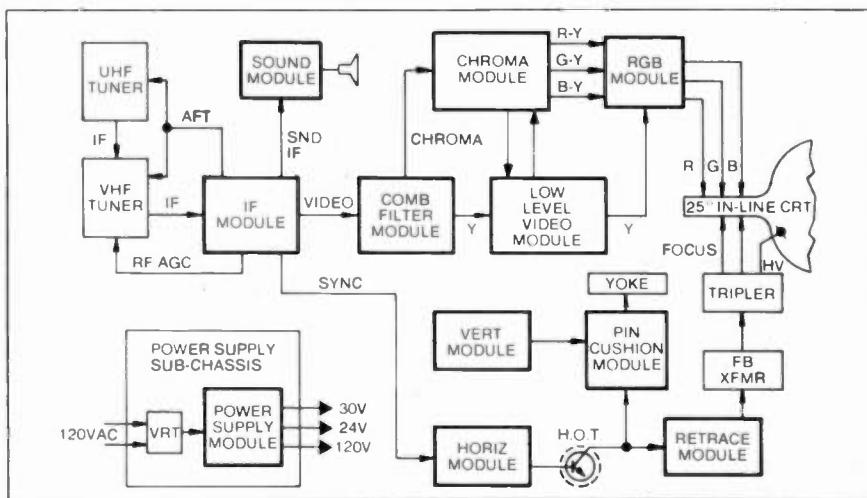 UHF
TUNER
SOUND
MODULE
CHROMA
MODULE
R-Y
G-Y
B-Y
RGB
MODULE
AFT
IF
SND
IF
CHROMA
VHF
TUNER
IF
IF
MODULE
VIDEO
COMB
FILTER
MODULE
Y
LOW
LEVEL
VIDEO
MODULE
Y
R
G
B
25" IN-LINE CRT
RF AGC
SYNC
FOCUS
HV
TRIPLER
YOKE
VERT
MODULE
PIN
CUSHION
MODULE
FB
XFMR
POWER SUPPLY
SUB-CHASSIS
120VAC
VRT
POWER
SUPPLY
MODULE
30V
24V
120V
HORIZ
MODULE
H.O.T.
RETRACE
MODULE